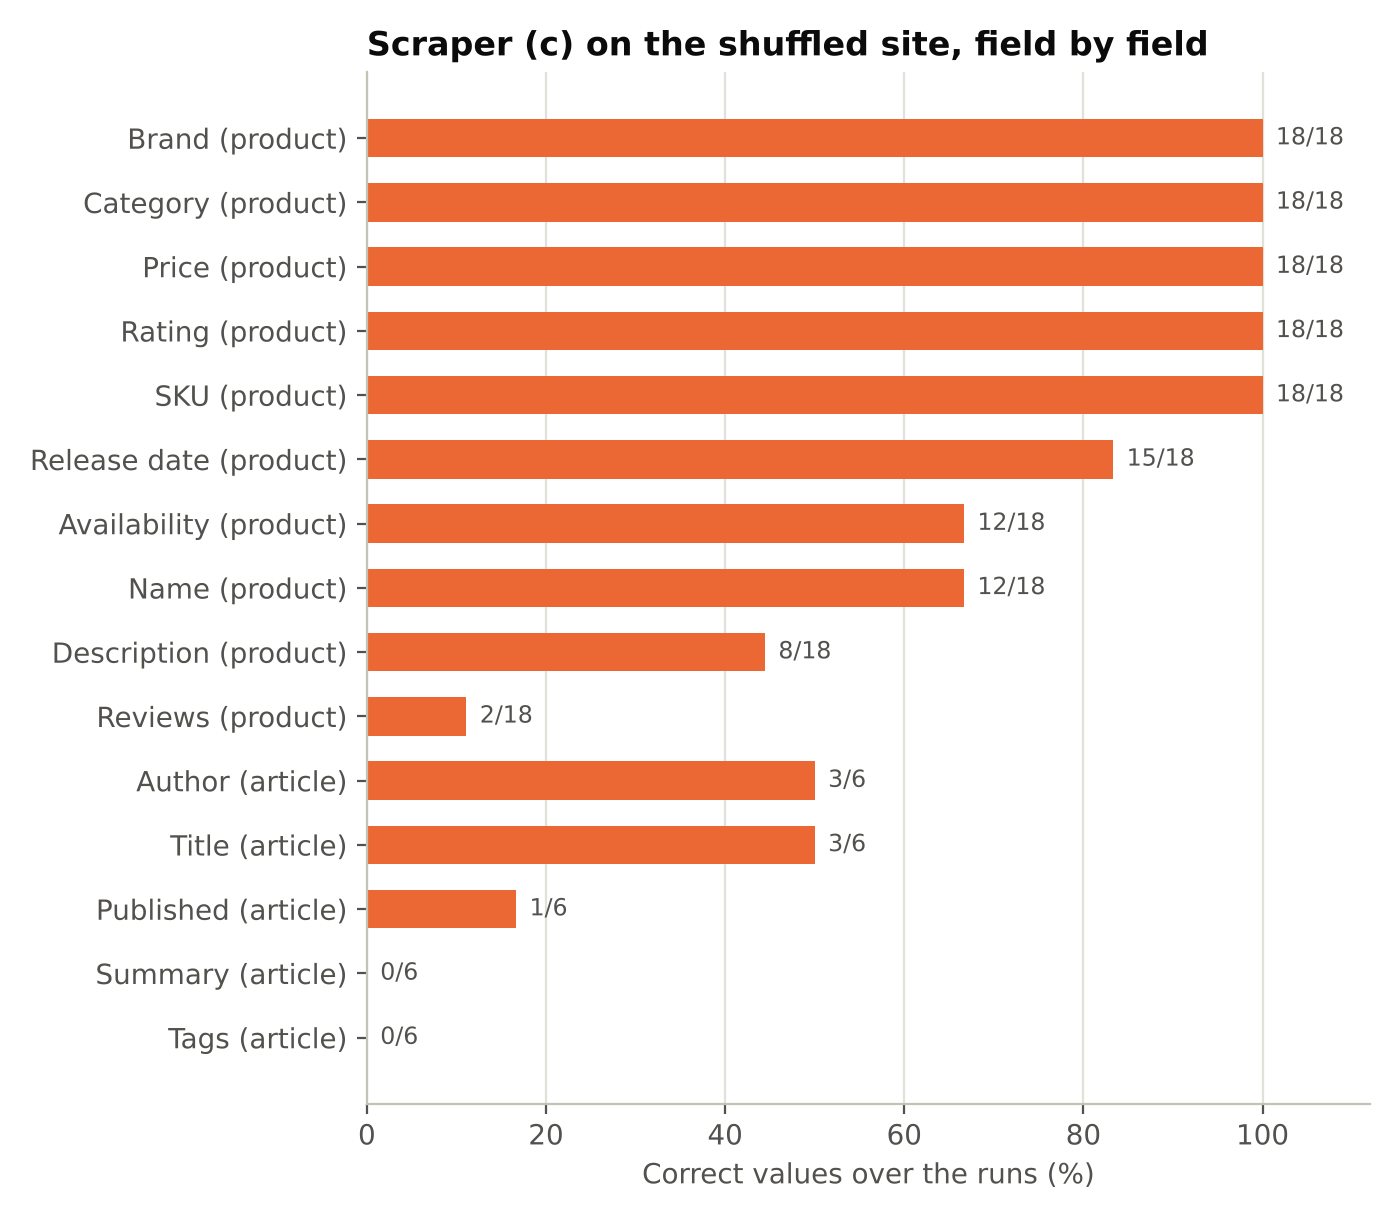 Scraper (c) on the shuffled site, field by field
Brand (product) 18/18
Category (product) 18/18
Price (product) 18/18
Rating (product) 18/18
SKU (product) 18/18
Release date (product) 15/18
Availability (product) 12/18
Name (product) 12/18
Description (product) 8/18
Reviews (product) 2/18
Author (article) 3/6
Title (article) 3/6
Published (article) 1/6
Summary (article) 0/6
Tags (article) 0/6
0 20 40 60 80 100
Correct values over the runs (%)